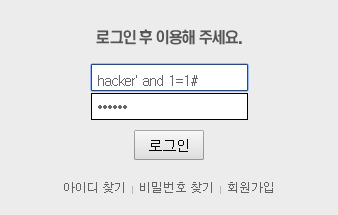 로그인 후 이용해 주세요.
hacker' and 1=1#
••••••
로그인
아이디 찾기 | 비밀번호 찾기 | 회원가입